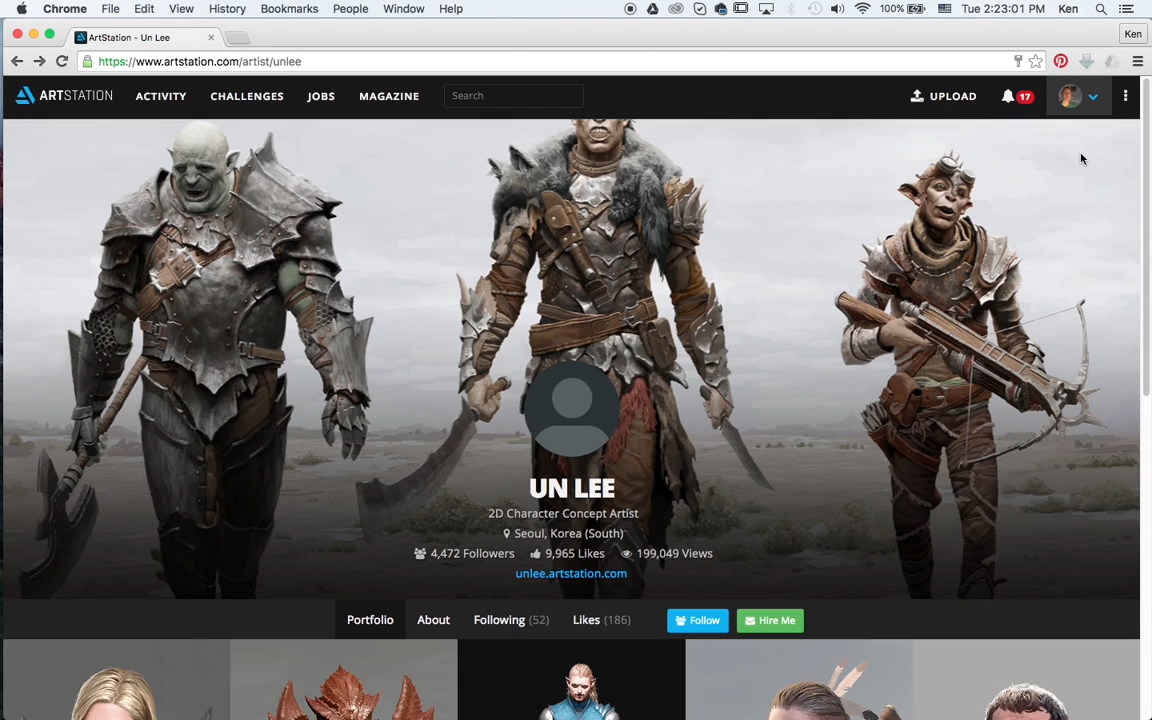 Chrome File Edit View History Bookmarks People Window Help 100% Tue 2:23:01 PM Ken
ArtStation - Un Lee Ken
https://www.artstation.com/artist/unlee
ARTSTATION ACTIVITY CHALLENGES JOBS MAGAZINE Search UPLOAD 17
UN LEE
2D Character Concept Artist
Seoul, Korea (South)
4,472 Followers 9,965 Likes 199,049 Views
unlee.artstation.com
Portfolio About Following (52) Likes (186) Follow Hire Me